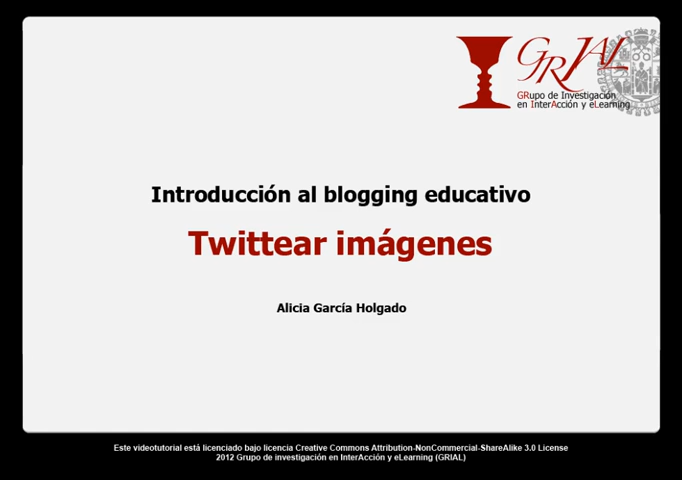 GRIAL
GRupo de Investigación
en InterAcción y eLearning
Introducción al blogging educativo
Twittear imágenes
Alicia García Holgado
Este videotutorial está licenciado bajo licencia Creative Commons Attribution-NonCommercial-ShareAlike 3.0 License
2012 Grupo de investigación en InterAcción y eLearning (GRIAL)